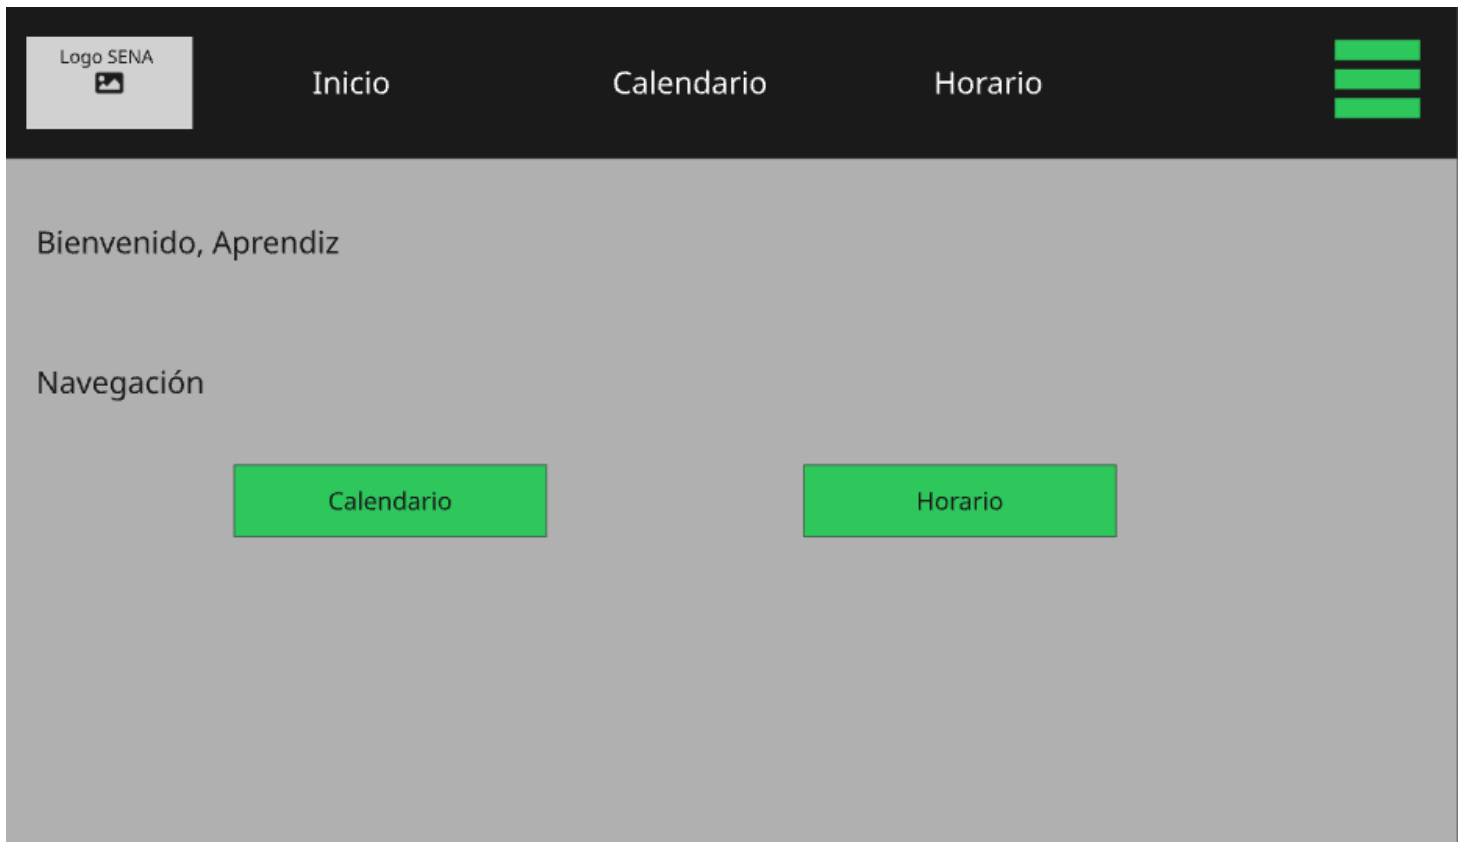 Logo SENA
Inicio Calendario Horario
Bienvenido, Aprendiz
Navegación
Calendario Horario